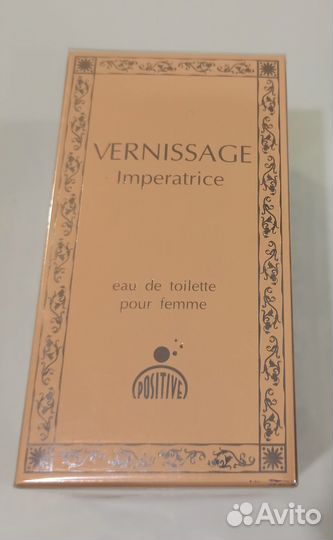 VERNISSAGE
Imperatrice
eau de toilette
pour femme
POSITIVE
Avito